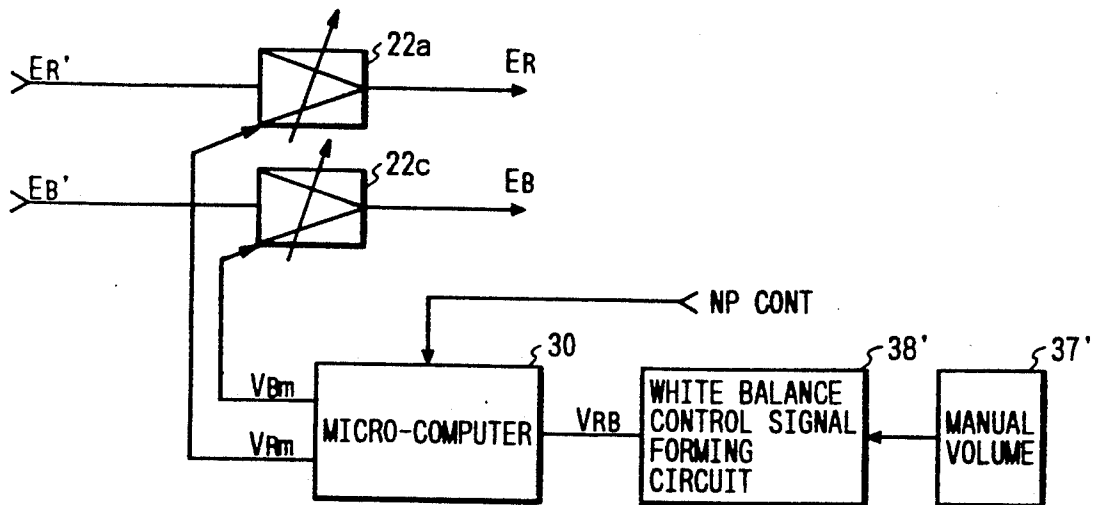 ER'
22a
ER
EB'
22c
EB
NP CONT
30
38'
37'
VBm
VRm
MICRO-COMPUTER
VRB
WHITE BALANCE
CONTROL SIGNAL
FORMING
CIRCUIT
MANUAL
VOLUME